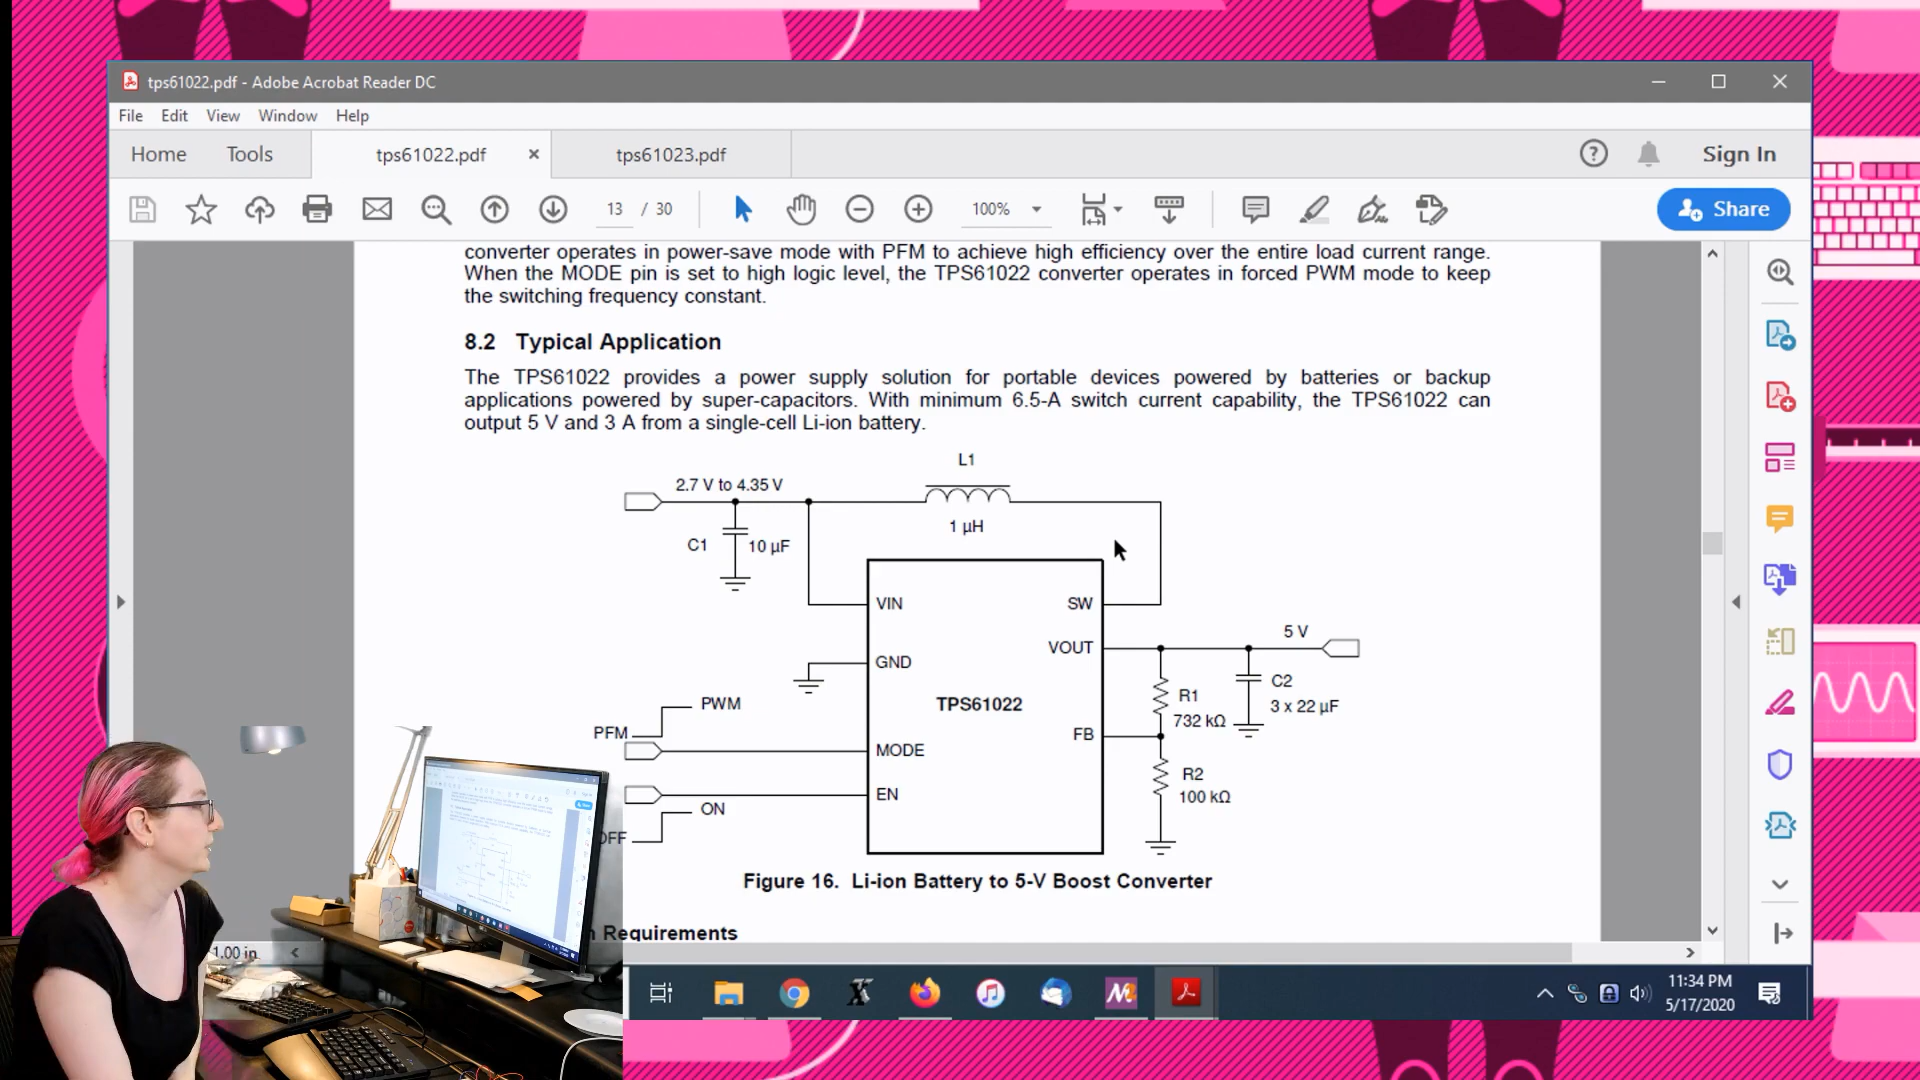 tps61022.pdf - Adobe Acrobat Reader DC
File Edit View Window Help
Home Tools tps61022.pdf tps61023.pdf Sign In
13 / 30 100% Share
converter operates in power-save mode with PFM to achieve high efficiency over the entire load current range.
When the MODE pin is set to high logic level, the TPS61022 converter operates in forced PWM mode to keep
the switching frequency constant.
8.2 Typical Application
The TPS61022 provides a power supply solution for portable devices powered by batteries or backup
applications powered by super-capacitors. With minimum 6.5-A switch current capability, the TPS61022 can
output 5 V and 3 A from a single-cell Li-ion battery.
L1
2.7 V to 4.35 V
1 µH
C1 10 µF
VIN SW
5 V
VOUT
GND
C2
R1
3 x 22 µF
PWM TPS61022
732 kΩ
PFM FB
MODE
R2
EN 100 kΩ
ON
OFF
Figure 16. Li-ion Battery to 5-V Boost Converter
Requirements
1.00 in
11:34 PM
5/17/2020